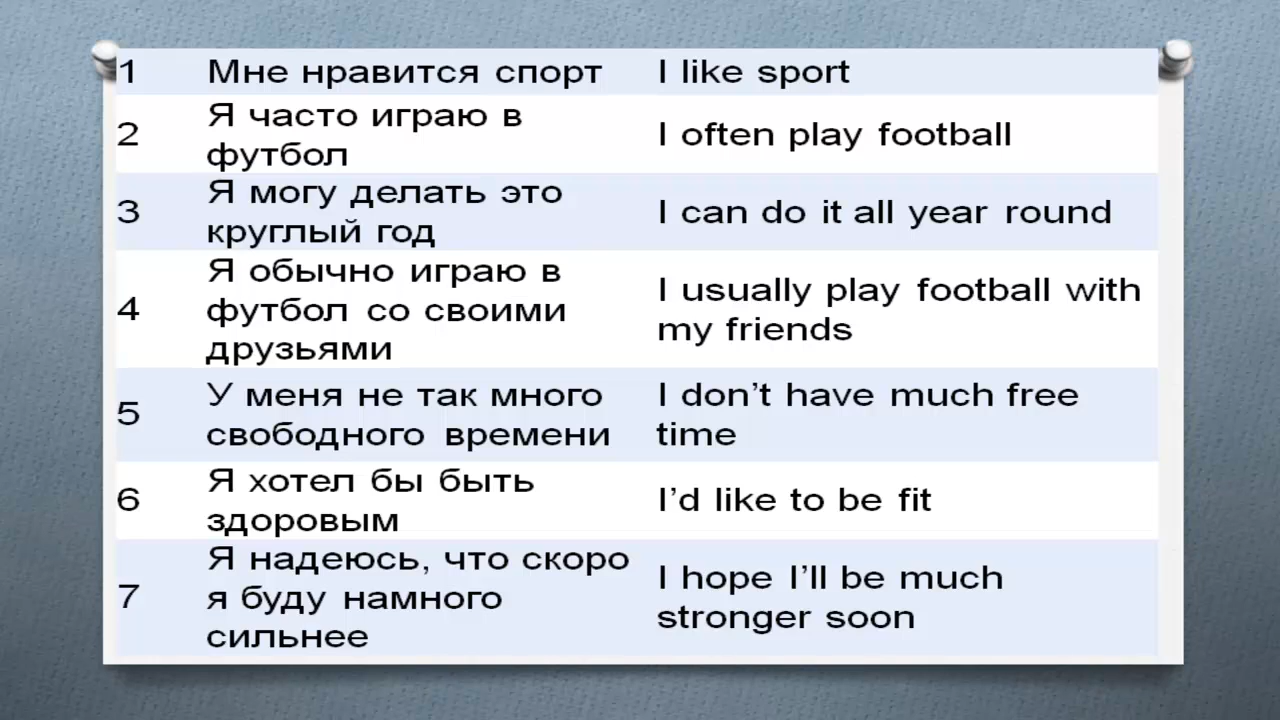 1 Мне нравится спорт I like sport
2 Я часто играю в
футбол I often play football
3 Я могу делать это
круглый год I can do it all year round
4 Я обычно играю в
футбол со своими
друзьями I usually play football with
my friends
5 У меня не так много
свободного времени I don’t have much free
time
6 Я хотел бы быть
здоровым I’d like to be fit
7 Я надеюсь, что скоро
я буду намного
сильнее I hope I’ll be much
stronger soon